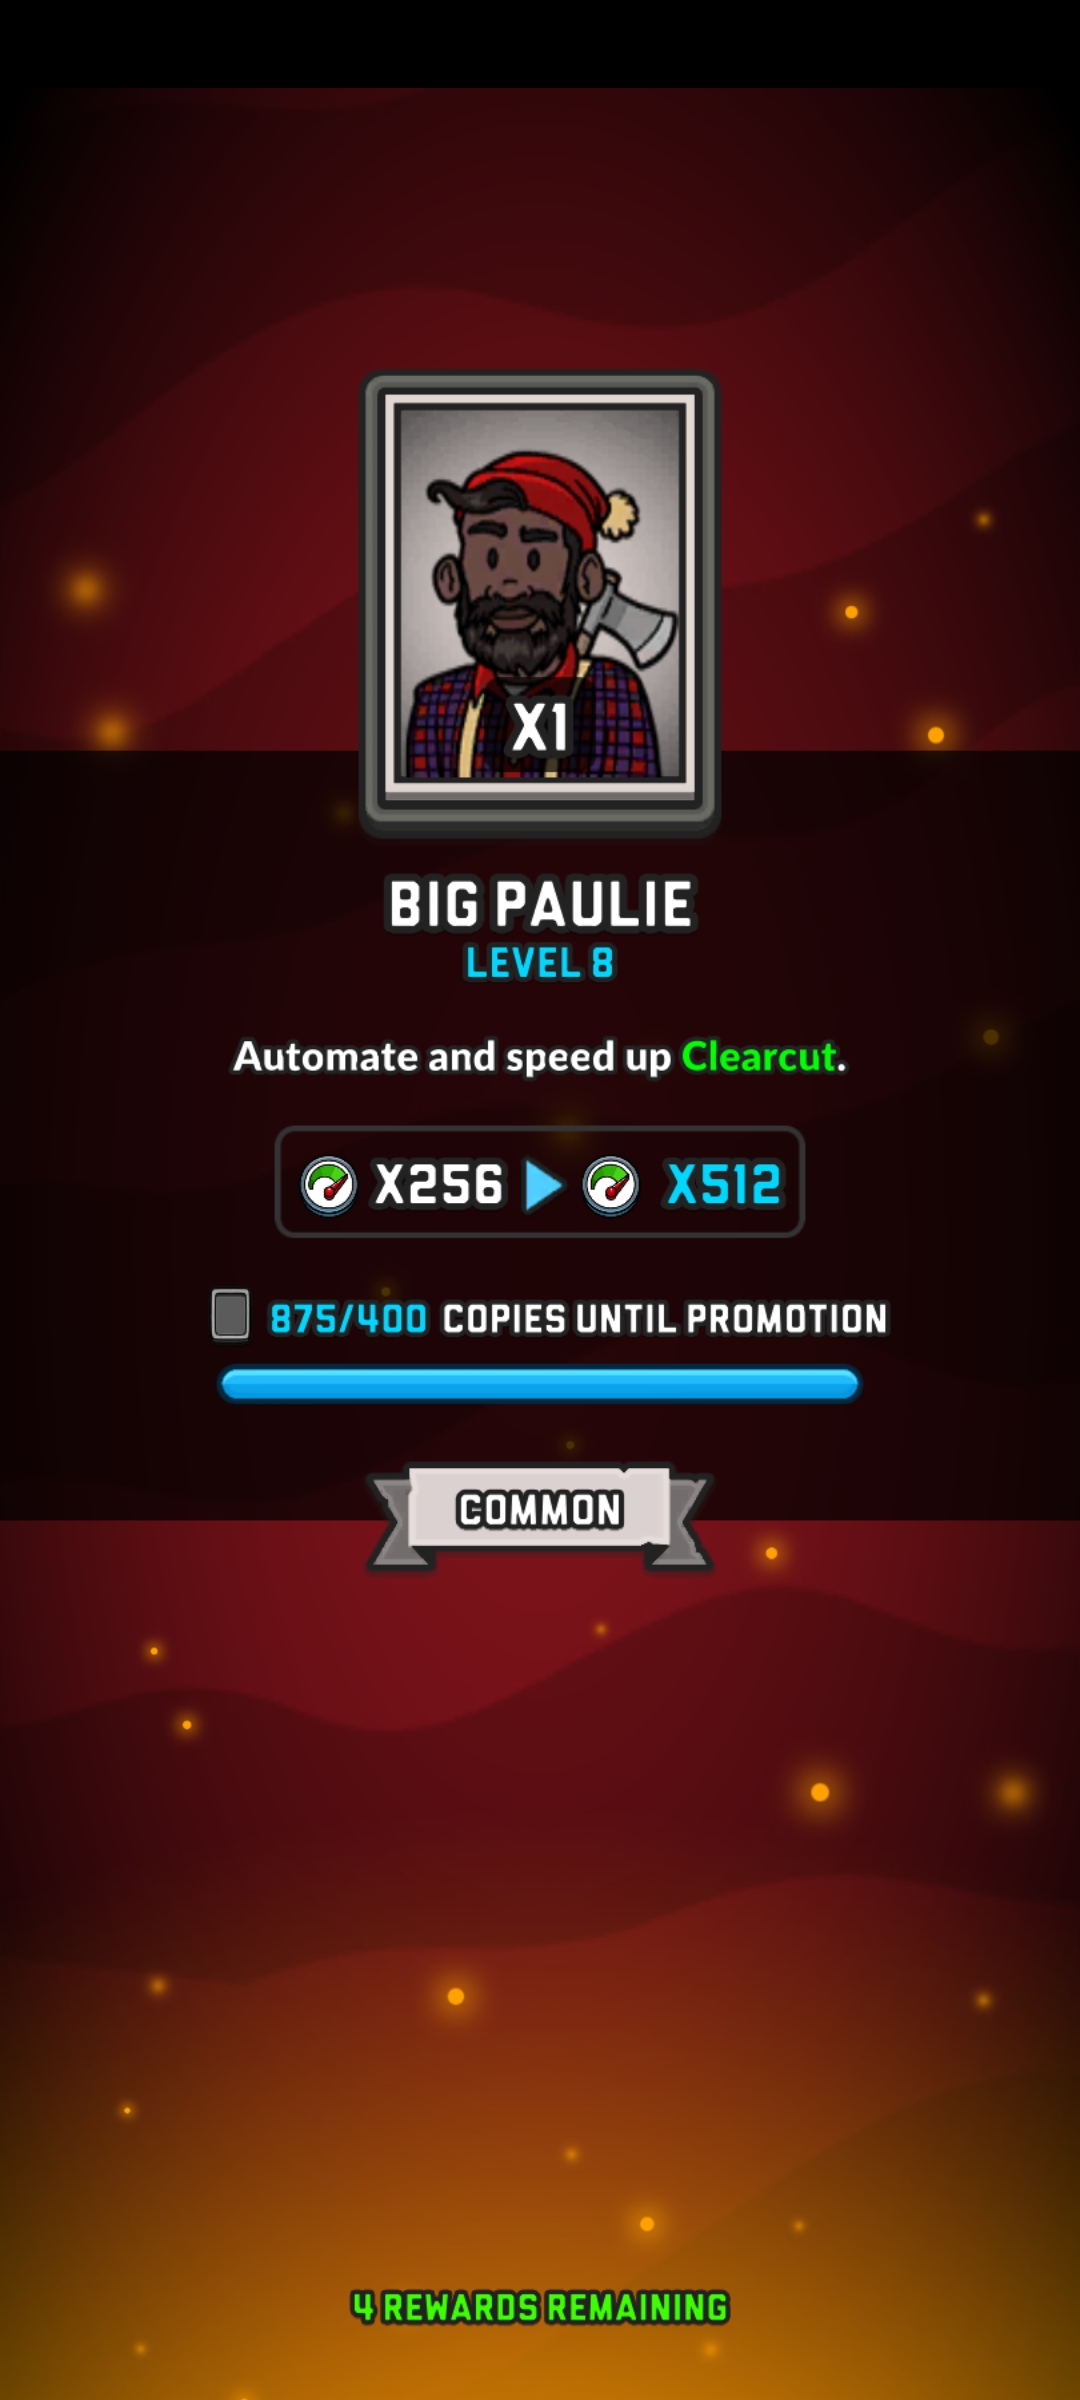 X1
BIG PAULIE
LEVEL 8
Automate and speed up Clearcut.
X256 X512
875/400 COPIES UNTIL PROMOTION
COMMON
4 REWARDS REMAINING